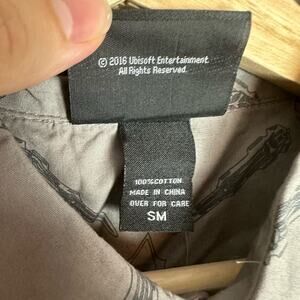 © 2016 Ubisoft Entertainment.
All Rights Reserved.
100%COTTON
MADE IN CHINA
OVER FOR CARE
SM